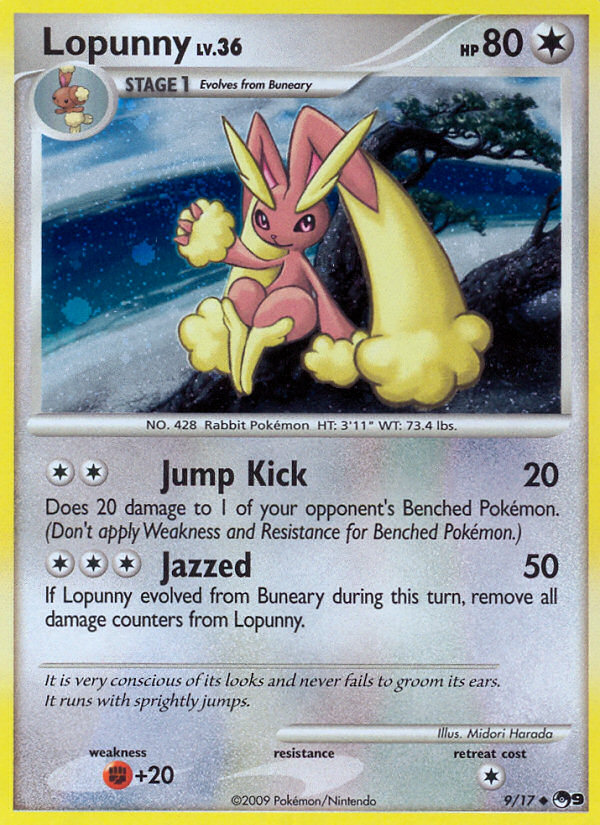 Lopunny LV.36 HP 80
STAGE 1 Evolves from Buneary
NO. 428 Rabbit Pokémon HT: 3'11" WT: 73.4 lbs.
Jump Kick 20
Does 20 damage to 1 of your opponent's Benched Pokémon.
(Don't apply Weakness and Resistance for Benched Pokémon.)
Jazzed 50
If Lopunny evolved from Buneary during this turn, remove all
damage counters from Lopunny.
It is very conscious of its looks and never fails to groom its ears.
It runs with sprightly jumps.
Illus. Midori Harada
weakness resistance retreat cost
+20
©2009 Pokémon/Nintendo 9/17 ◆ 9